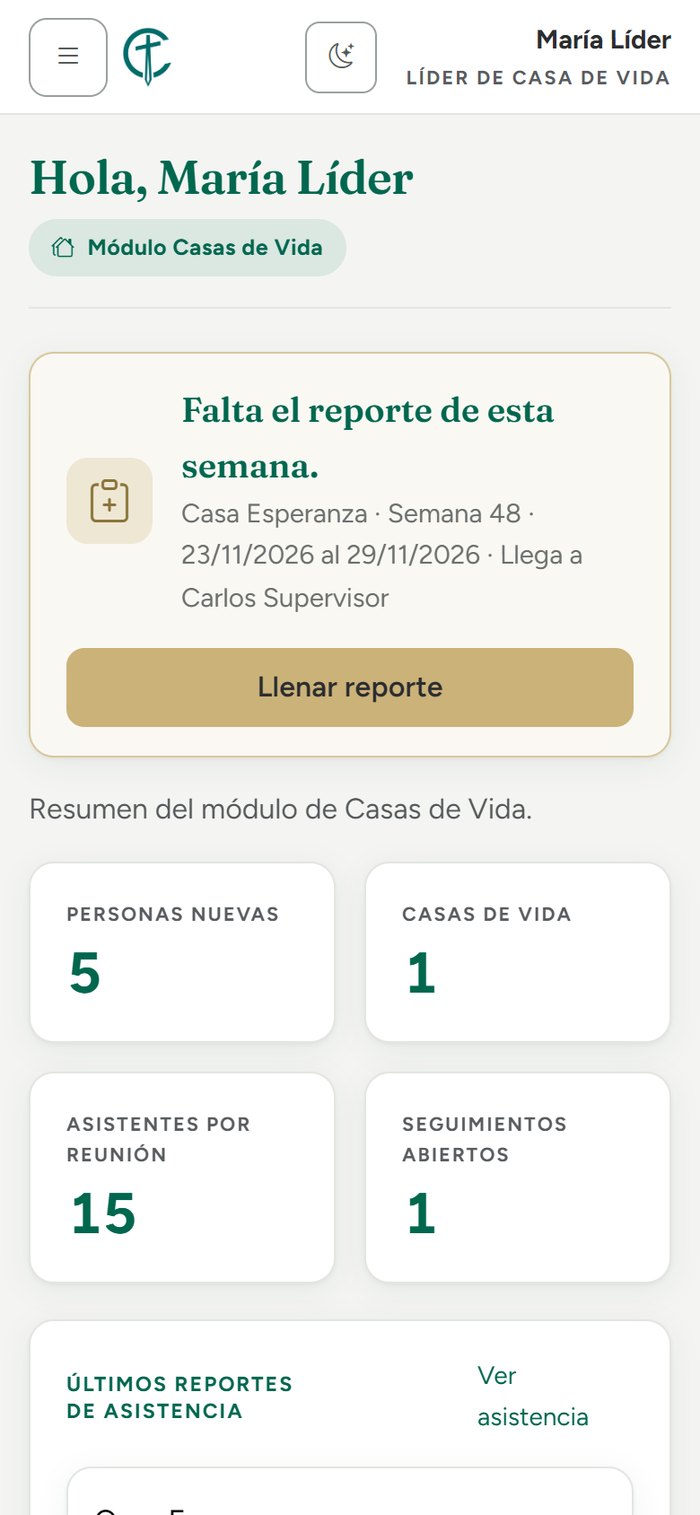 María Líder
LÍDER DE CASA DE VIDA
Hola, María Líder
Módulo Casas de Vida
Falta el reporte de esta
semana.
Casa Esperanza · Semana 48 ·
23/11/2026 al 29/11/2026 · Llega a
Carlos Supervisor
Llenar reporte
Resumen del módulo de Casas de Vida.
PERSONAS NUEVAS
5
CASAS DE VIDA
1
ASISTENTES POR
REUNIÓN
15
SEGUIMIENTOS
ABIERTOS
1
ÚLTIMOS REPORTES
DE ASISTENCIA
Ver
asistencia